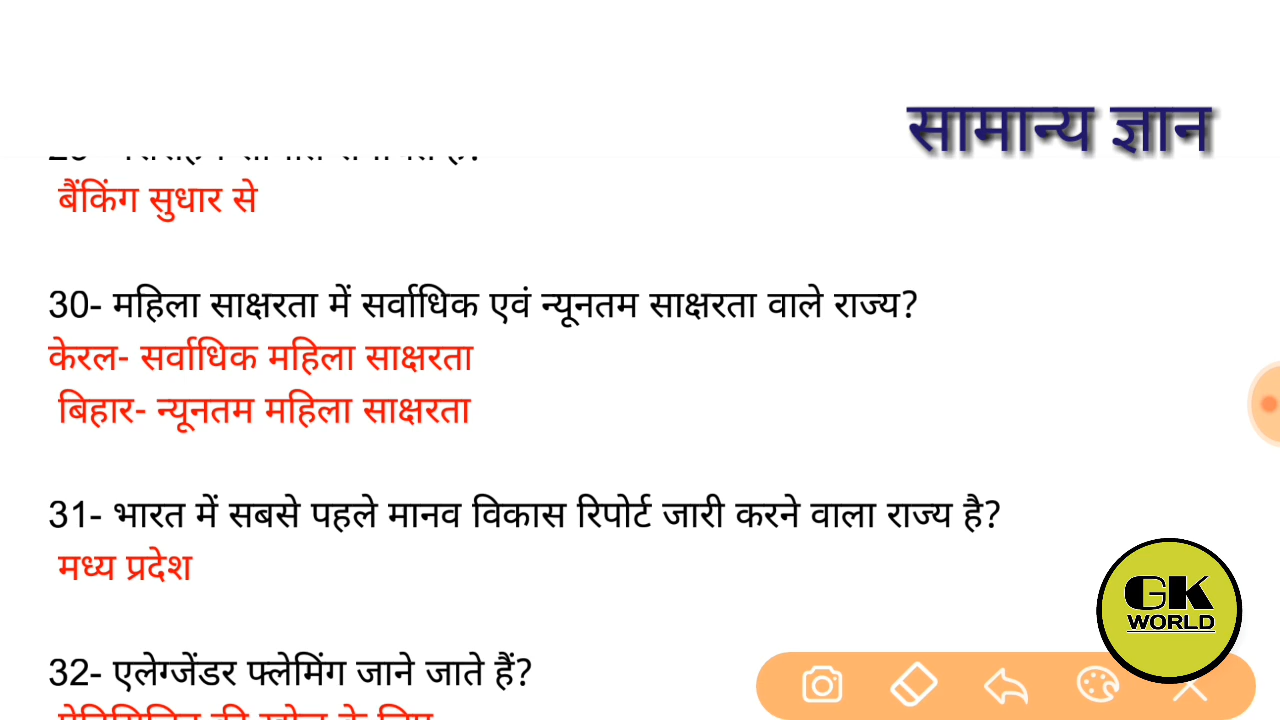 सामान्य ज्ञान
बैंकिंग सुधार से
30- महिला साक्षरता में सर्वाधिक एवं न्यूनतम साक्षरता वाले राज्य?
केरल- सर्वाधिक महिला साक्षरता
बिहार- न्यूनतम महिला साक्षरता
31- भारत में सबसे पहले मानव विकास रिपोर्ट जारी करने वाला राज्य है?
मध्य प्रदेश
GK
WORLD
32- एलेग्जेंडर फ्लेमिंग जाने जाते हैं?